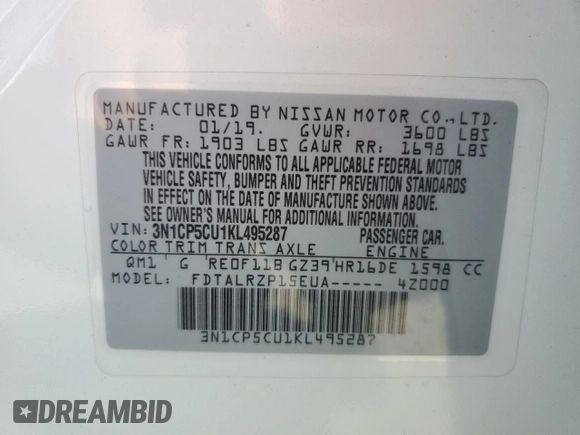 MANUFACTURED BY NISSAN MOTOR CO.,LTD.
DATE: 01/19. GVWR: 3600 LBS
GAWR FR: 1903 LBS GAWR RR: 1698 LBS
THIS VEHICLE CONFORMS TO ALL APPLICABLE FEDERAL MOTOR
VEHICLE SAFETY, BUMPER, AND THEFT PREVENTION STANDARDS
IN EFFECT ON THE DATE OF MANUFACTURE SHOWN ABOVE.
SEE OWNER'S MANUAL FOR ADDITIONAL INFORMATION.
VIN: 3N1CP5CU1KL495287 PASSENGER CAR.
COLOR TRIM TRANS AXLE ENGINE
QM1 ' G 'RE0F11B GZ39'HR16DE 1598 CC
MODEL: FDTALRZP15EUA----- 4Z000
3N1CP5CU1KL495287
DREAMBID